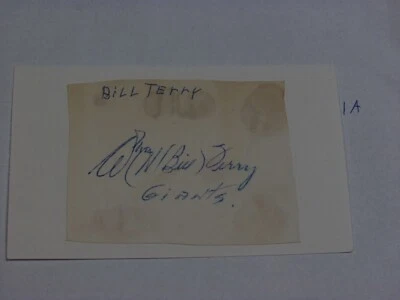 BiLL TERRY
1A
Wm (Bill) Terry
Giants.